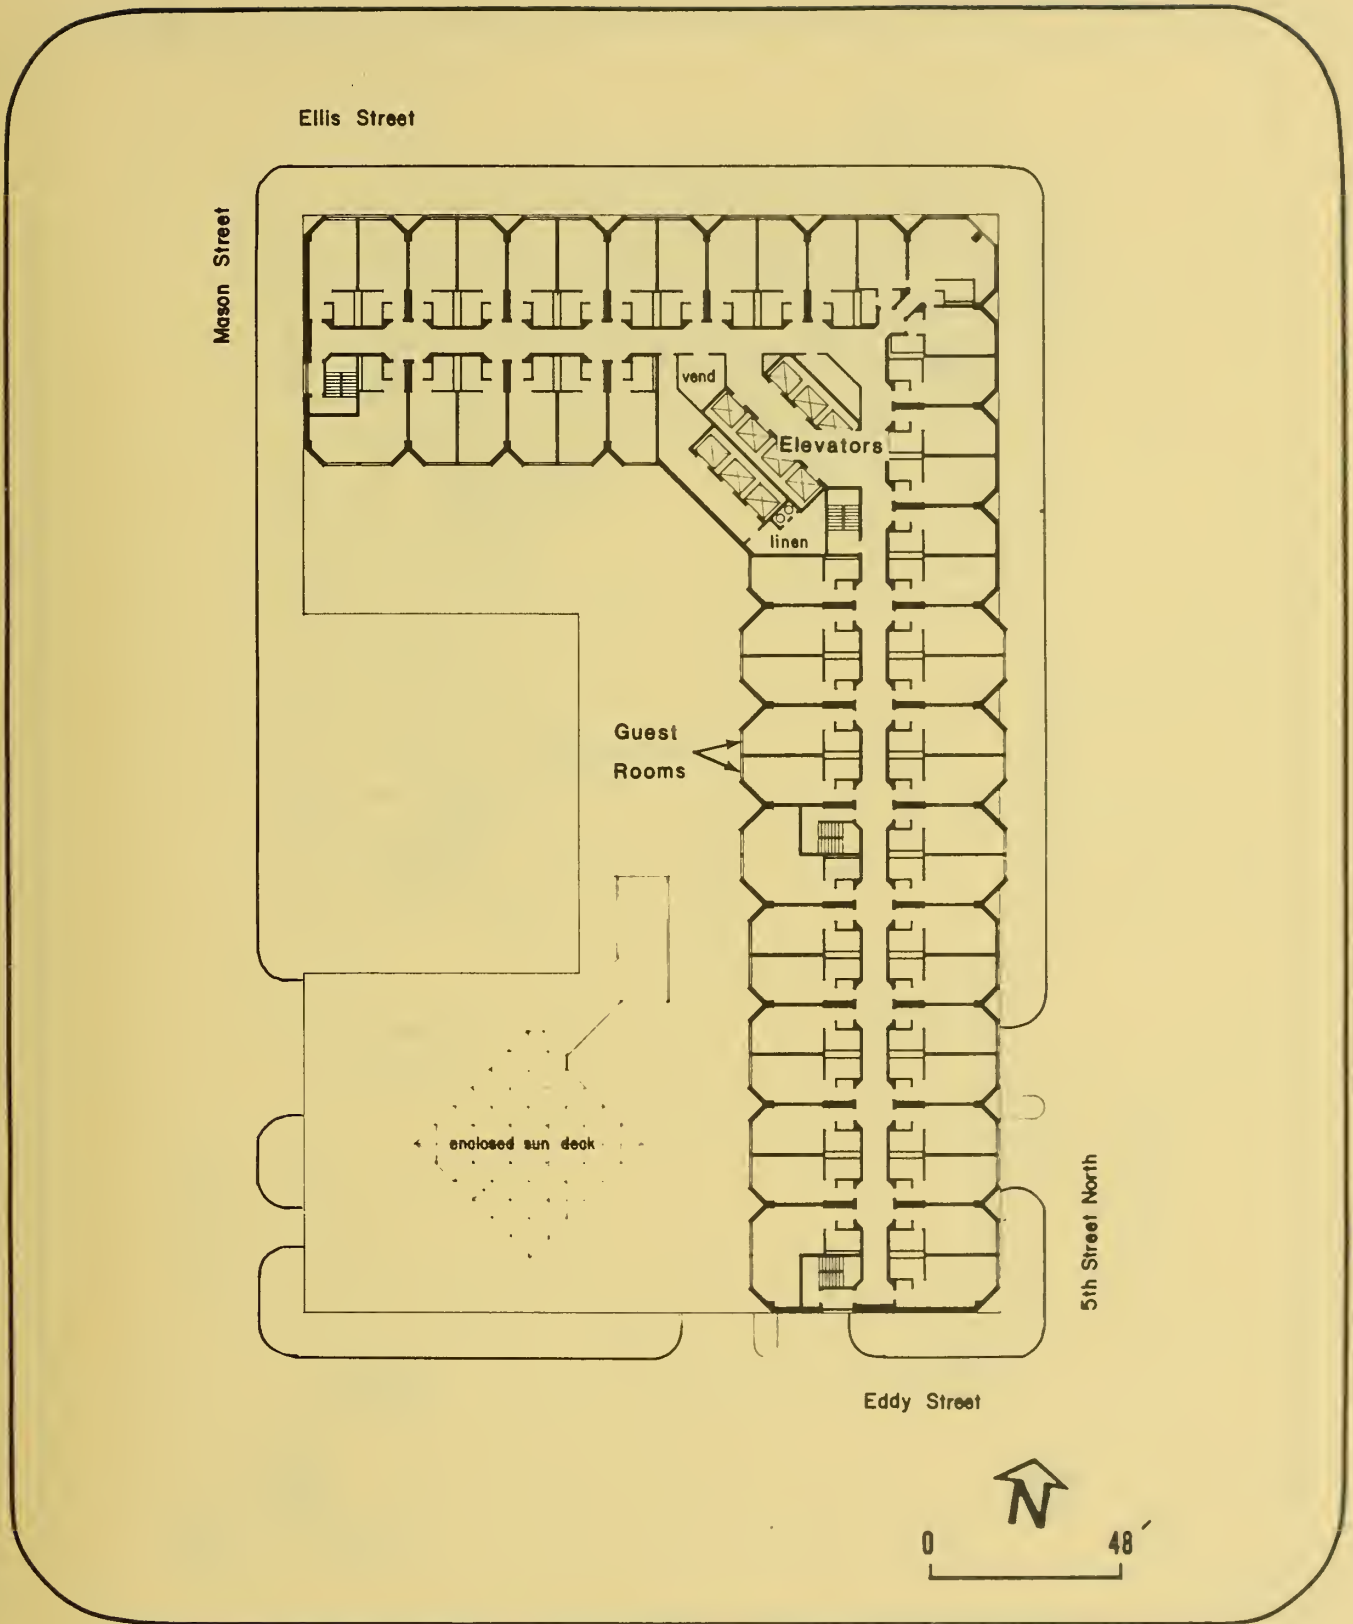 Ellis Street
Mason Street
vend
Elevators
linen
Guest
Rooms
enclosed sun deck
5th Street North
Eddy Street
N
0 48'